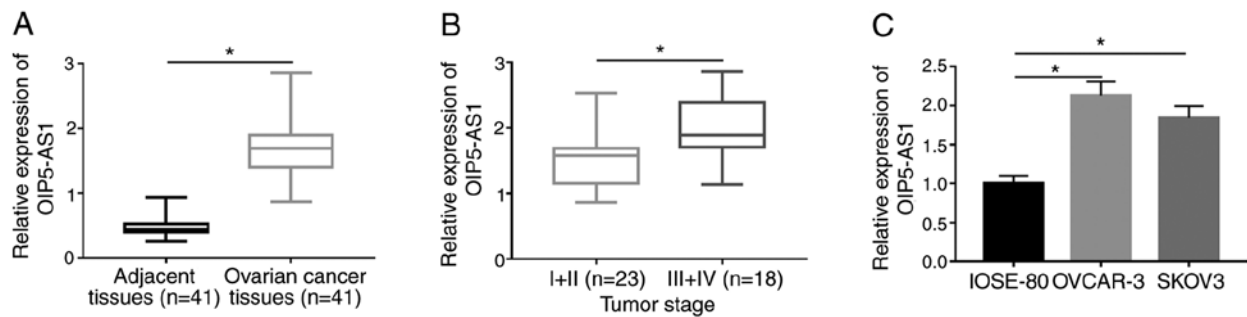 A
Relative expression of
OIP5-AS1
3
2
1
0
*
Adjacent
tissues (n=41)
Ovarian cancer
tissues (n=41)
B
Relative expression of
OIP5-AS1
3
2
1
0
*
I+II (n=23)
III+IV (n=18)
Tumor stage
C
Relative expression of
OIP5-AS1
2.5
2.0
1.5
1.0
0.5
0.0
*
*
IOSE-80 OVCAR-3 SKOV3